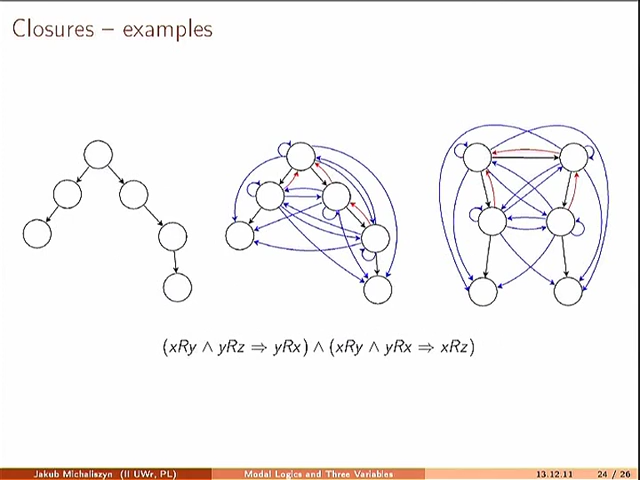 Closures – examples
(xRy ∧ yRz ⇒ yRx) ∧ (xRy ∧ yRx ⇒ xRz)
Jakub Michaliszyn (II UWr, PL) Modal Logics and Three Variables 13.12.11 24 / 26